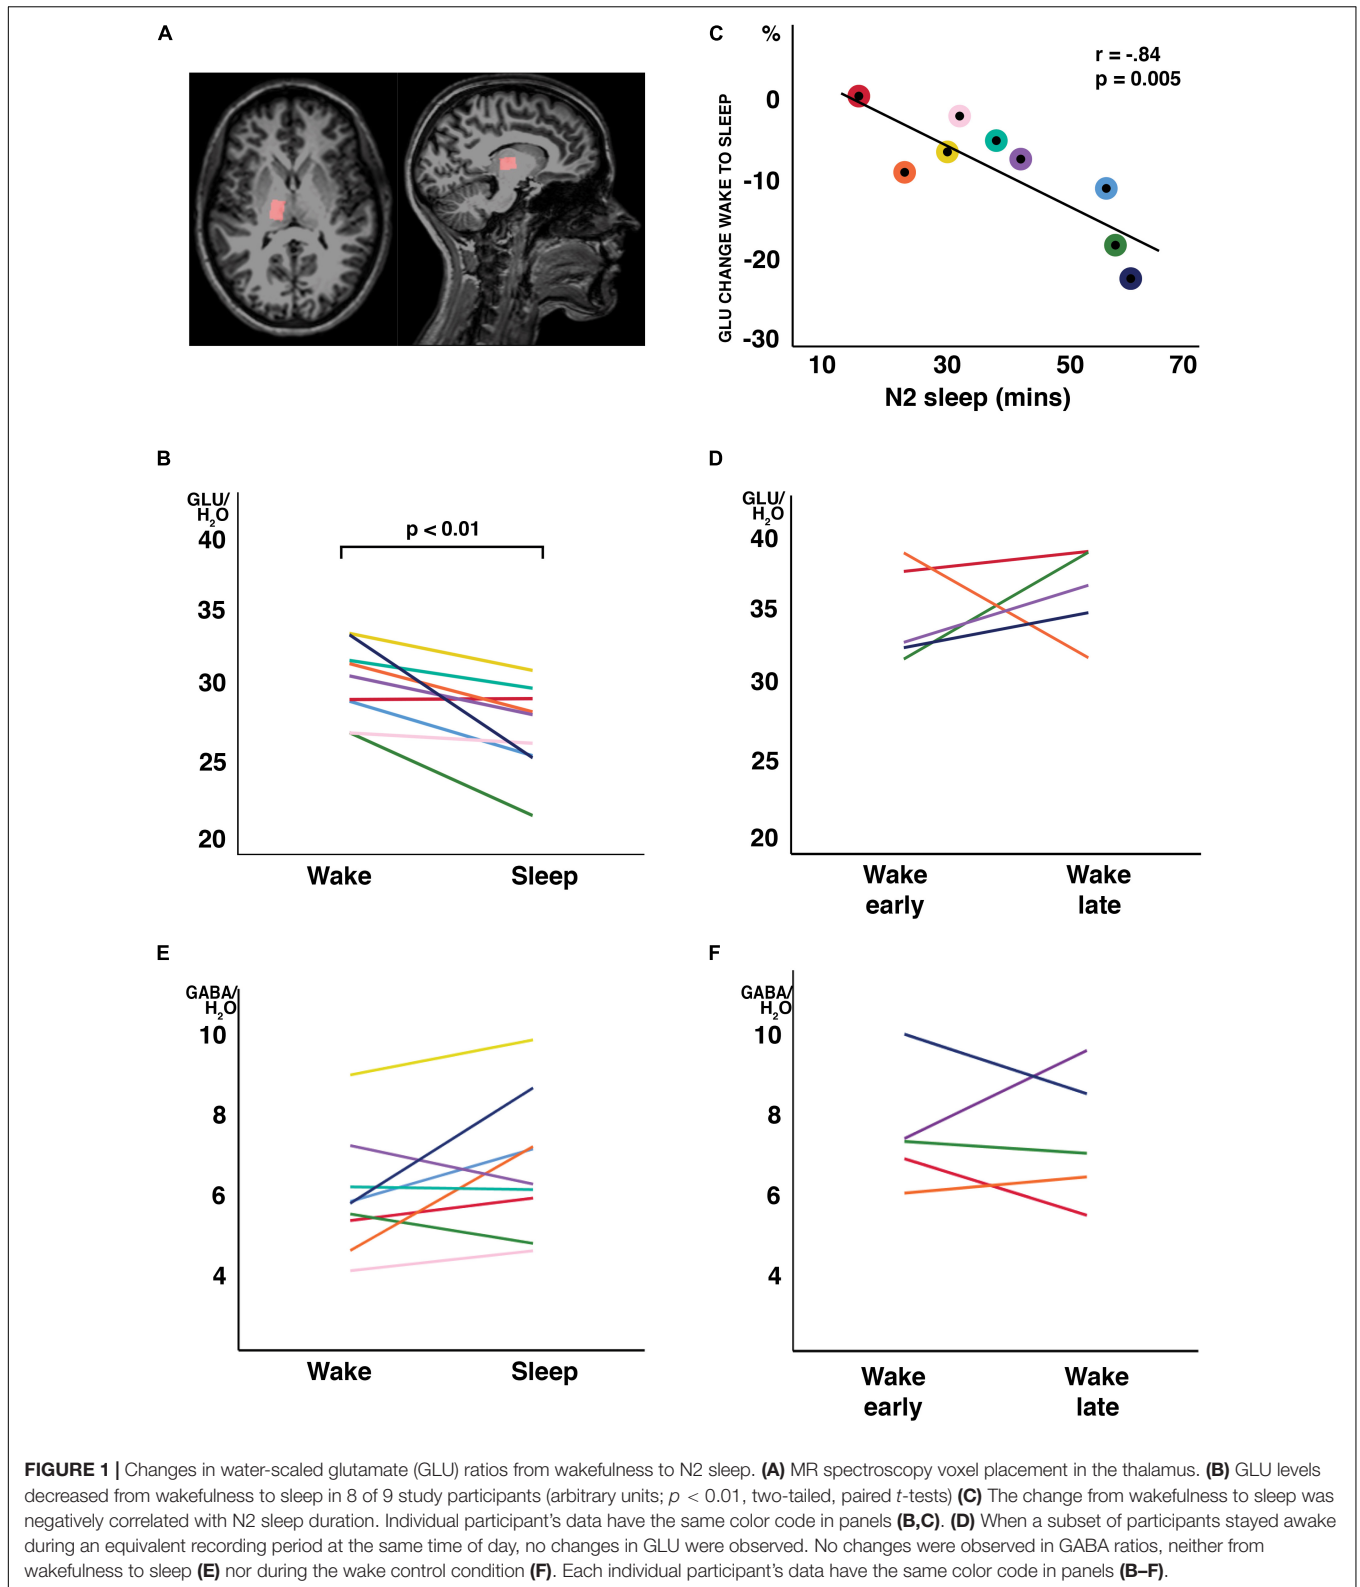 A
C
%
r = -.84
p = 0.005
0
-10
-20
-30
GLU CHANGE WAKE TO SLEEP
10 30 50 70
N2 sleep (mins)
B
GLU/
H2O
40
35
30
25
20
p < 0.01
Wake Sleep
D
GLU/
H2O
40
35
30
25
20
Wake early
Wake late
E
GABA/
H2O
10
8
6
4
Wake Sleep
F
GABA/
H2O
10
8
6
4
Wake early
Wake late
FIGURE 1 | Changes in water-scaled glutamate (GLU) ratios from wakefulness to N2 sleep. (A) MR spectroscopy voxel placement in the thalamus. (B) GLU levels
decreased from wakefulness to sleep in 8 of 9 study participants (arbitrary units; p < 0.01, two-tailed, paired t-tests) (C) The change from wakefulness to sleep was
negatively correlated with N2 sleep duration. Individual participant's data have the same color code in panels (B,C). (D) When a subset of participants stayed awake
during an equivalent recording period at the same time of day, no changes in GLU were observed. No changes were observed in GABA ratios, neither from
wakefulness to sleep (E) nor during the wake control condition (F). Each individual participant's data have the same color code in panels (B–F).